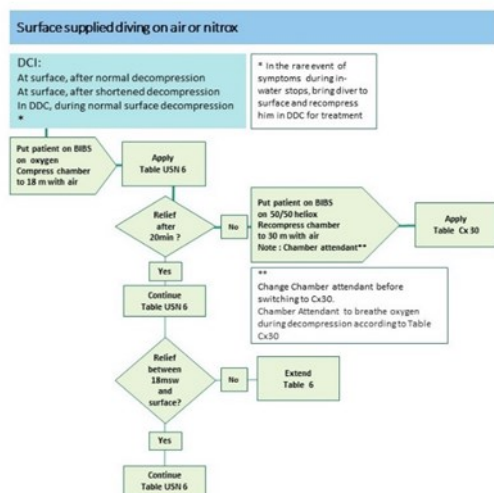 Surface supplied diving on air or nitrox
DCI:
At surface, after normal decompression
At surface, after shortened decompression
In DDC, during normal surface decompression
*
* In the rare event of
symptoms during in-
water stops, bring diver to
surface and recompress
him in DDC for treatment
Put patient on BIBS
on oxygen
Compress chamber
to 18 m with air
Apply
Table USN 6
Relief
after
20min ?
No
Put patient on BIBS
on 50/50 heliox
Recompress chamber
to 30 m with air
Note : Chamber attendant**
Apply
Table Cx 30
Yes
**
Change Chamber attendant before
switching to Cx30.
Chamber Attendant to breathe oxygen
during decompression according to Table
Cx30
Continue
Table USN 6
Relief
between
18msw
and
surface?
No
Extend
Table 6
Yes
Continue
Table USN 6